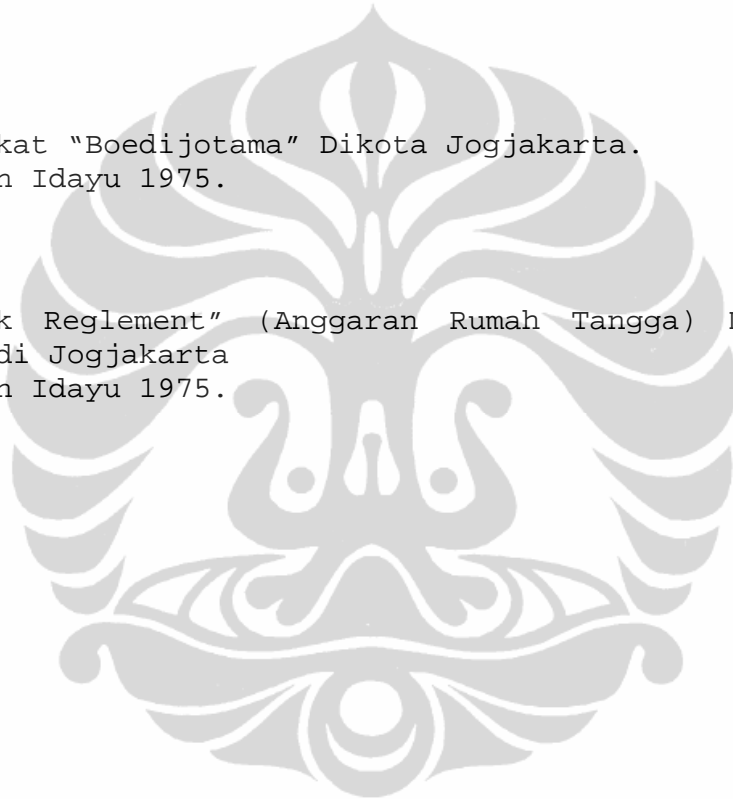 kat “Boedijotama” Dikota Jogjakarta.
n Idayu 1975.
k Reglement” (Anggaran Rumah Tangga)
di Jogjakarta
n Idayu 1975.